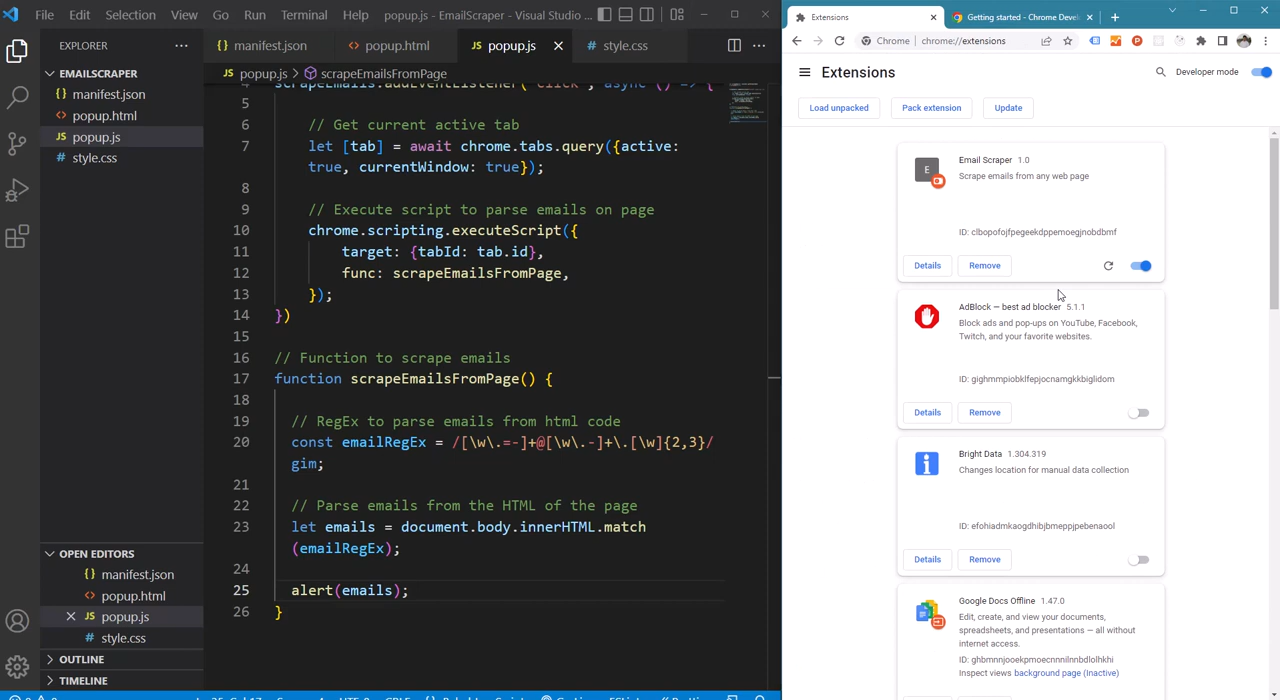 File Edit Selection View Go Run Terminal Help popup.js - EmailScraper - Visual Studio ...
EXPLORER
EMAILSCRAPER
{} manifest.json
<> popup.html
JS popup.js
# style.css
OPEN EDITORS
{} manifest.json
<> popup.html
JS popup.js
# style.css
OUTLINE
TIMELINE
{} manifest.json <> popup.html JS popup.js # style.css
JS popup.js > scrapeEmailsFromPage
4 scrapeEmails.addEventListener("click", async () => {
5
6 // Get current active tab
7 let [tab] = await chrome.tabs.query({active:
true, currentWindow: true});
8
9 // Execute script to parse emails on page
10 chrome.scripting.executeScript({
11 target: {tabId: tab.id},
12 func: scrapeEmailsFromPage,
13 });
14 })
15
16 // Function to scrape emails
17 function scrapeEmailsFromPage() {
18
19 // RegEx to parse emails from html code
20 const emailRegEx = /[\w\.=-]+@[\w\.-]+\.[\w]{2,3}/
gim;
21
22 // Parse emails from the HTML of the page
23 let emails = document.body.innerHTML.match
(emailRegEx);
24
25 alert(emails);
26 }
Extensions Getting started - Chrome Devel
Chrome chrome://extensions
Extensions Developer mode
Load unpacked Pack extension Update
E
Email Scraper 1.0
Scrape emails from any web page
ID: clbopofojfpegeekdppemoegjnobdbmf
Details Remove
AdBlock — best ad blocker 5.1.1
Block ads and pop-ups on YouTube, Facebook,
Twitch, and your favorite websites.
ID: gighmmpiobklfepjocnamgkkbiglidom
Details Remove
Bright Data 1.304.319
Changes location for manual data collection
ID: efohiadmkaogdhibjbmeppjpebenaool
Details Remove
Google Docs Offline 1.47.0
Edit, create, and view your documents,
spreadsheets, and presentations — all without
internet access.
ID: ghbmnnjooekpmoecnnnilnnbdlolhkhi
Inspect views background page (Inactive)